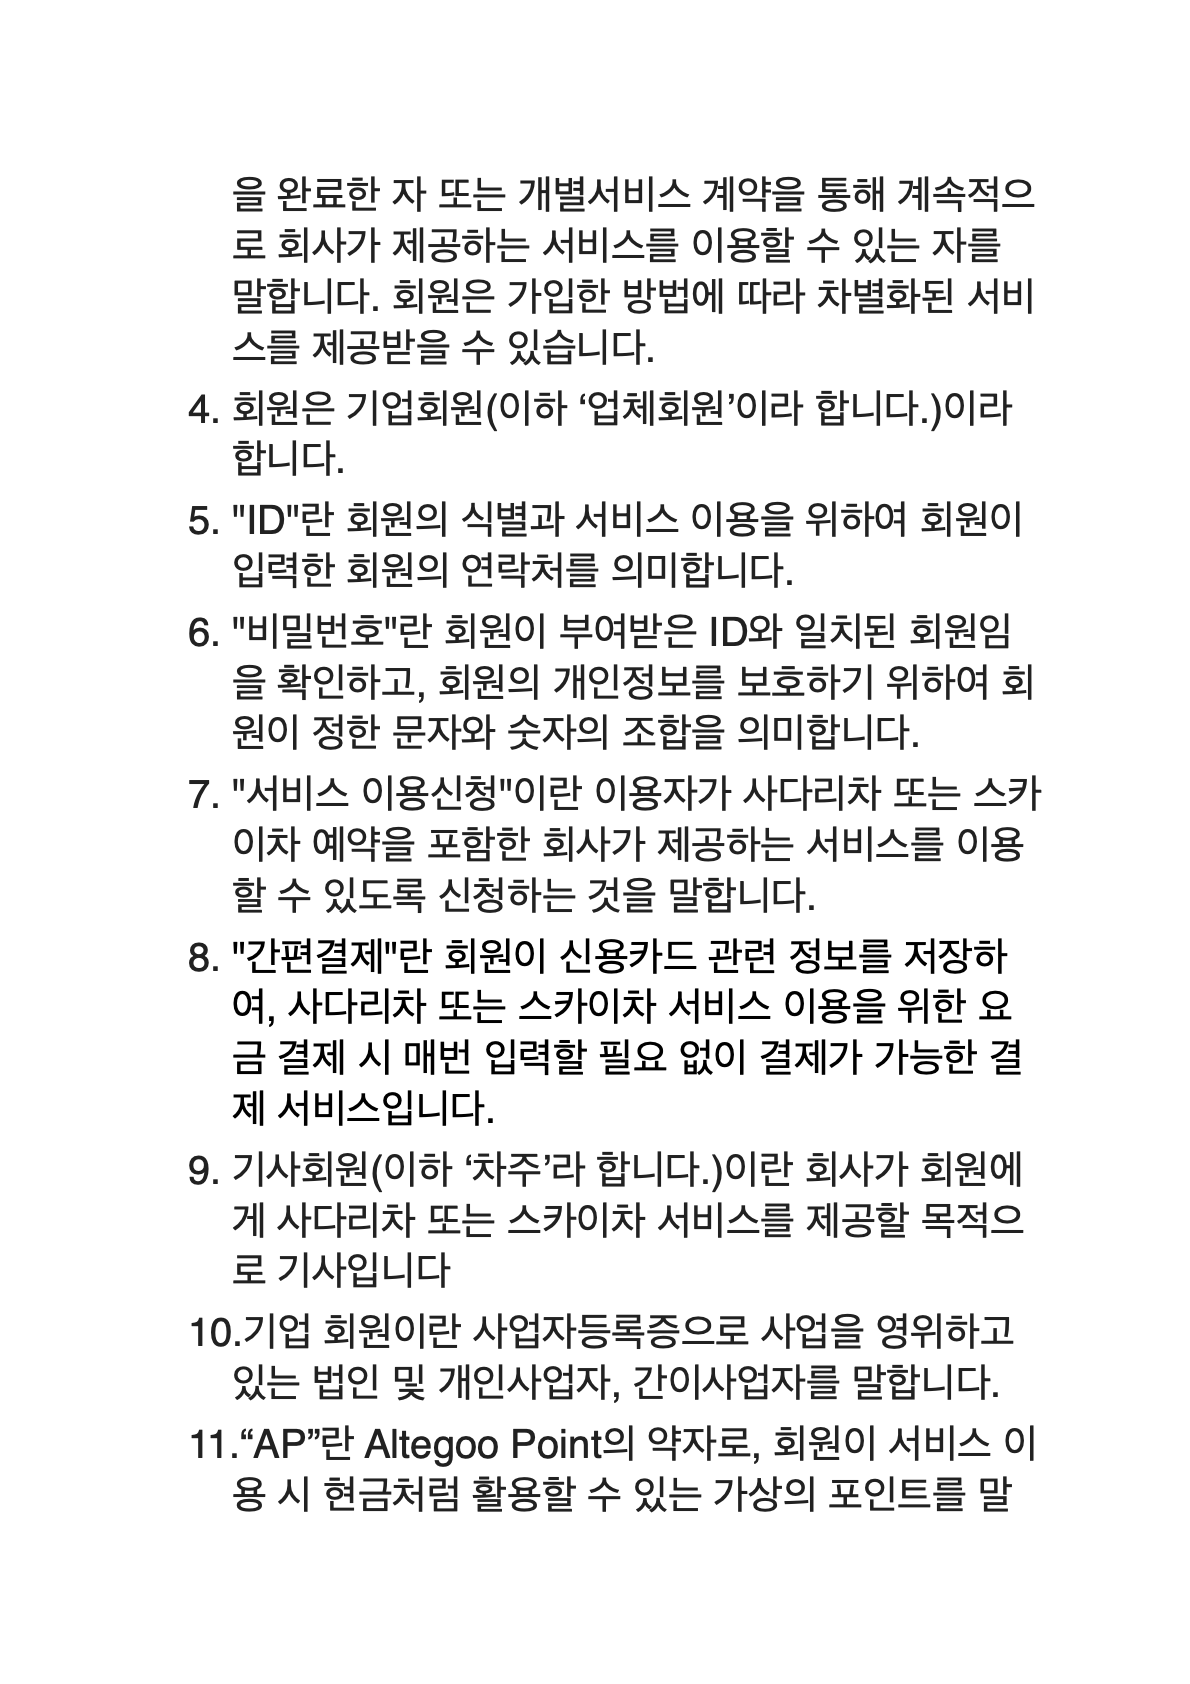 을 완료한 자 또는 개별서비스 계약을 통해 계속적으
로 회사가 제공하는 서비스를 이용할 수 있는 자를
말합니다. 회원은 가입한 방법에 따라 차별화된 서비
스를 제공받을 수 있습니다.
4. 회원은 기업회원(이하 ‘업체회원’이라 합니다.)이라
합니다.
5. "ID"란 회원의 식별과 서비스 이용을 위하여 회원이
입력한 회원의 연락처를 의미합니다.
6. "비밀번호"란 회원이 부여받은 ID와 일치된 회원임
을 확인하고, 회원의 개인정보를 보호하기 위하여 회
원이 정한 문자와 숫자의 조합을 의미합니다.
7. "서비스 이용신청"이란 이용자가 사다리차 또는 스카
이차 예약을 포함한 회사가 제공하는 서비스를 이용
할 수 있도록 신청하는 것을 말합니다.
8. "간편결제"란 회원이 신용카드 관련 정보를 저장하
여, 사다리차 또는 스카이차 서비스 이용을 위한 요
금 결제 시 매번 입력할 필요 없이 결제가 가능한 결
제 서비스입니다.
9. 기사회원(이하 ‘차주’라 합니다.)이란 회사가 회원에
게 사다리차 또는 스카이차 서비스를 제공할 목적으
로 기사입니다
10.기업 회원이란 사업자등록증으로 사업을 영위하고
있는 법인 및 개인사업자, 간이사업자를 말합니다.
11.“AP”란 Altegoo Point의 약자로, 회원이 서비스 이
용 시 현금처럼 활용할 수 있는 가상의 포인트를 말